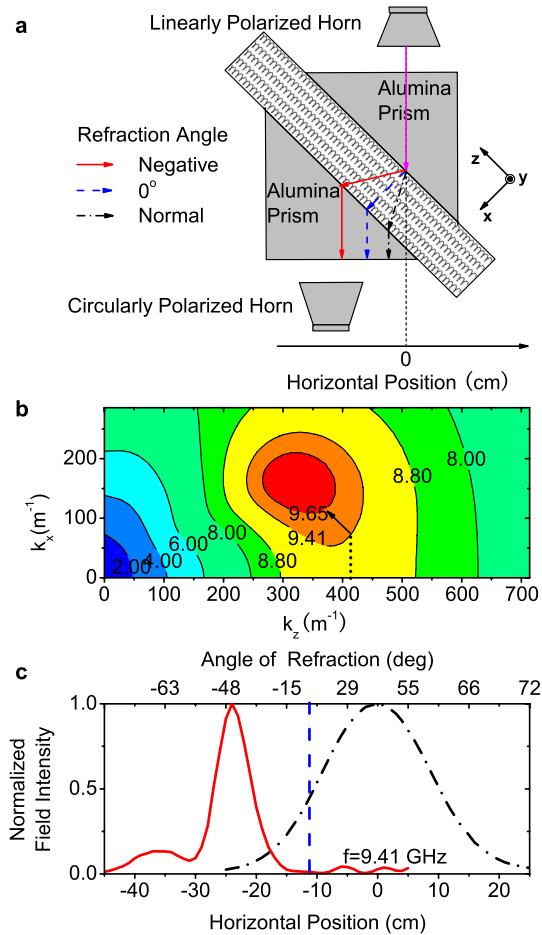 a
Linearly Polarized Horn
Alumina
Prism
Refraction Angle
Negative
0°
Normal
Alumina
Prism
z
y
x
Circularly Polarized Horn
0
Horizontal Position (cm)
b
200
100
0
kx(m-1)
2.00
4.00
6.00
8.00
8.80
9.65
9.41
8.80
8.00
0 100 200 300 400 500 600 700
kz(m-1)
Angle of Refraction (deg)
c
-63 -48 -15 29 55 66 72
1.0
0.5
0.0
Normalized
Field Intensity
f=9.41 GHz
-40 -30 -20 -10 0 10 20
Horizontal Position (cm)